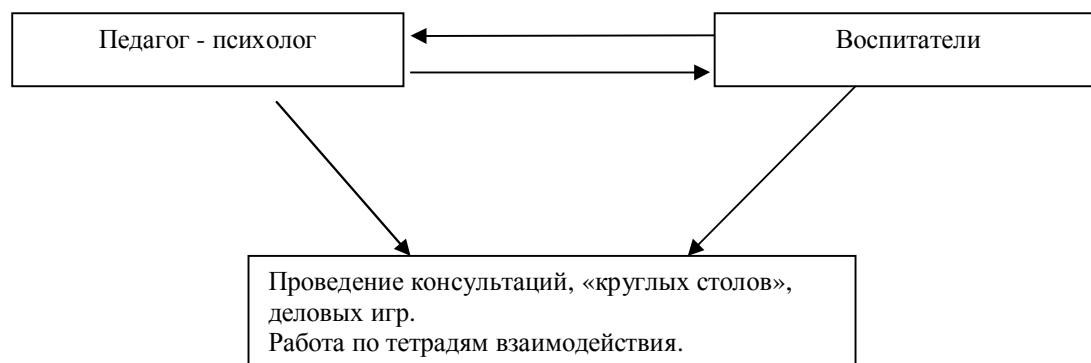 Педагог - психолог
Воспитатели
Проведение консультаций, «круглых столов»,
деловых игр.
Работа по тетрадям взаимодействия.